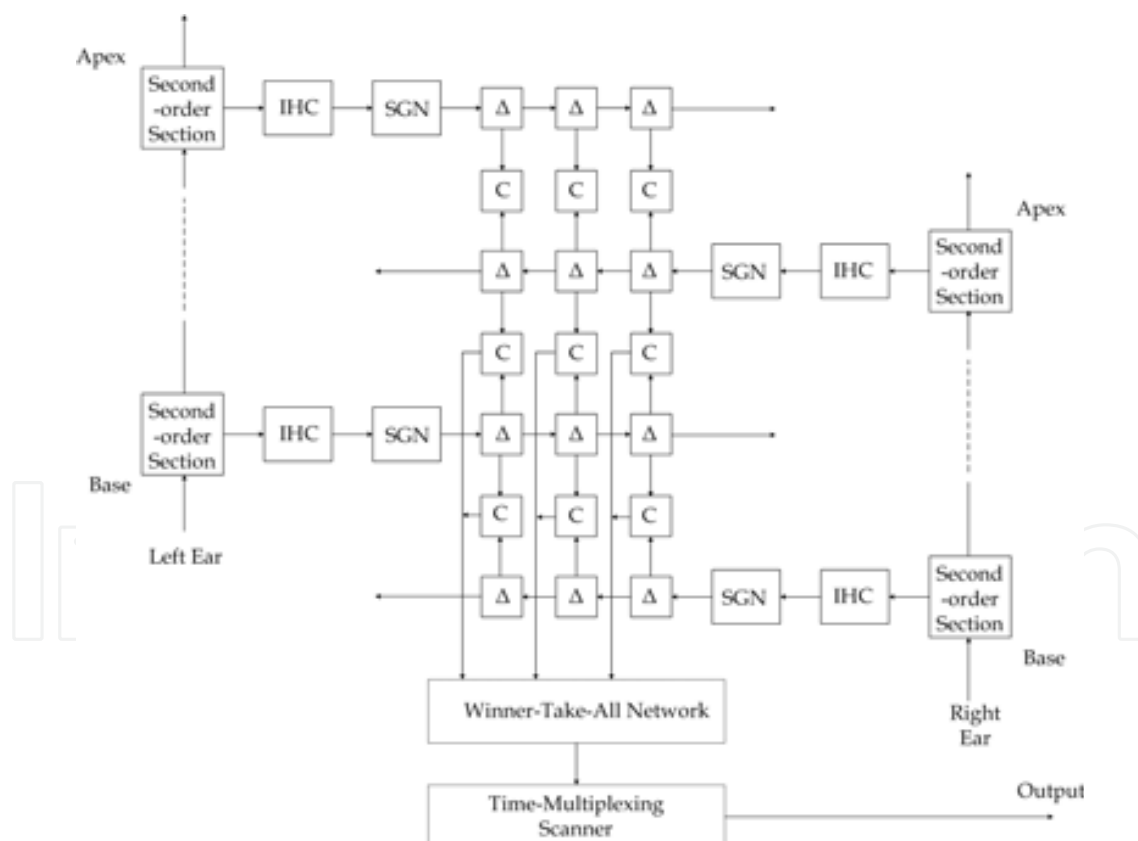 Apex
Second
-order
Section
IHC
SGN
Δ
Δ
Δ
C
C
C
Apex
Δ
Δ
Δ
SGN
IHC
Second
-order
Section
C
C
C
Second
-order
Section
IHC
SGN
Δ
Δ
Δ
Base
C
C
C
Left Ear
Δ
Δ
Δ
SGN
IHC
Second
-order
Section
Base
Winner-Take-All Network
Right
Ear
Time-Multiplexing
Scanner
Output